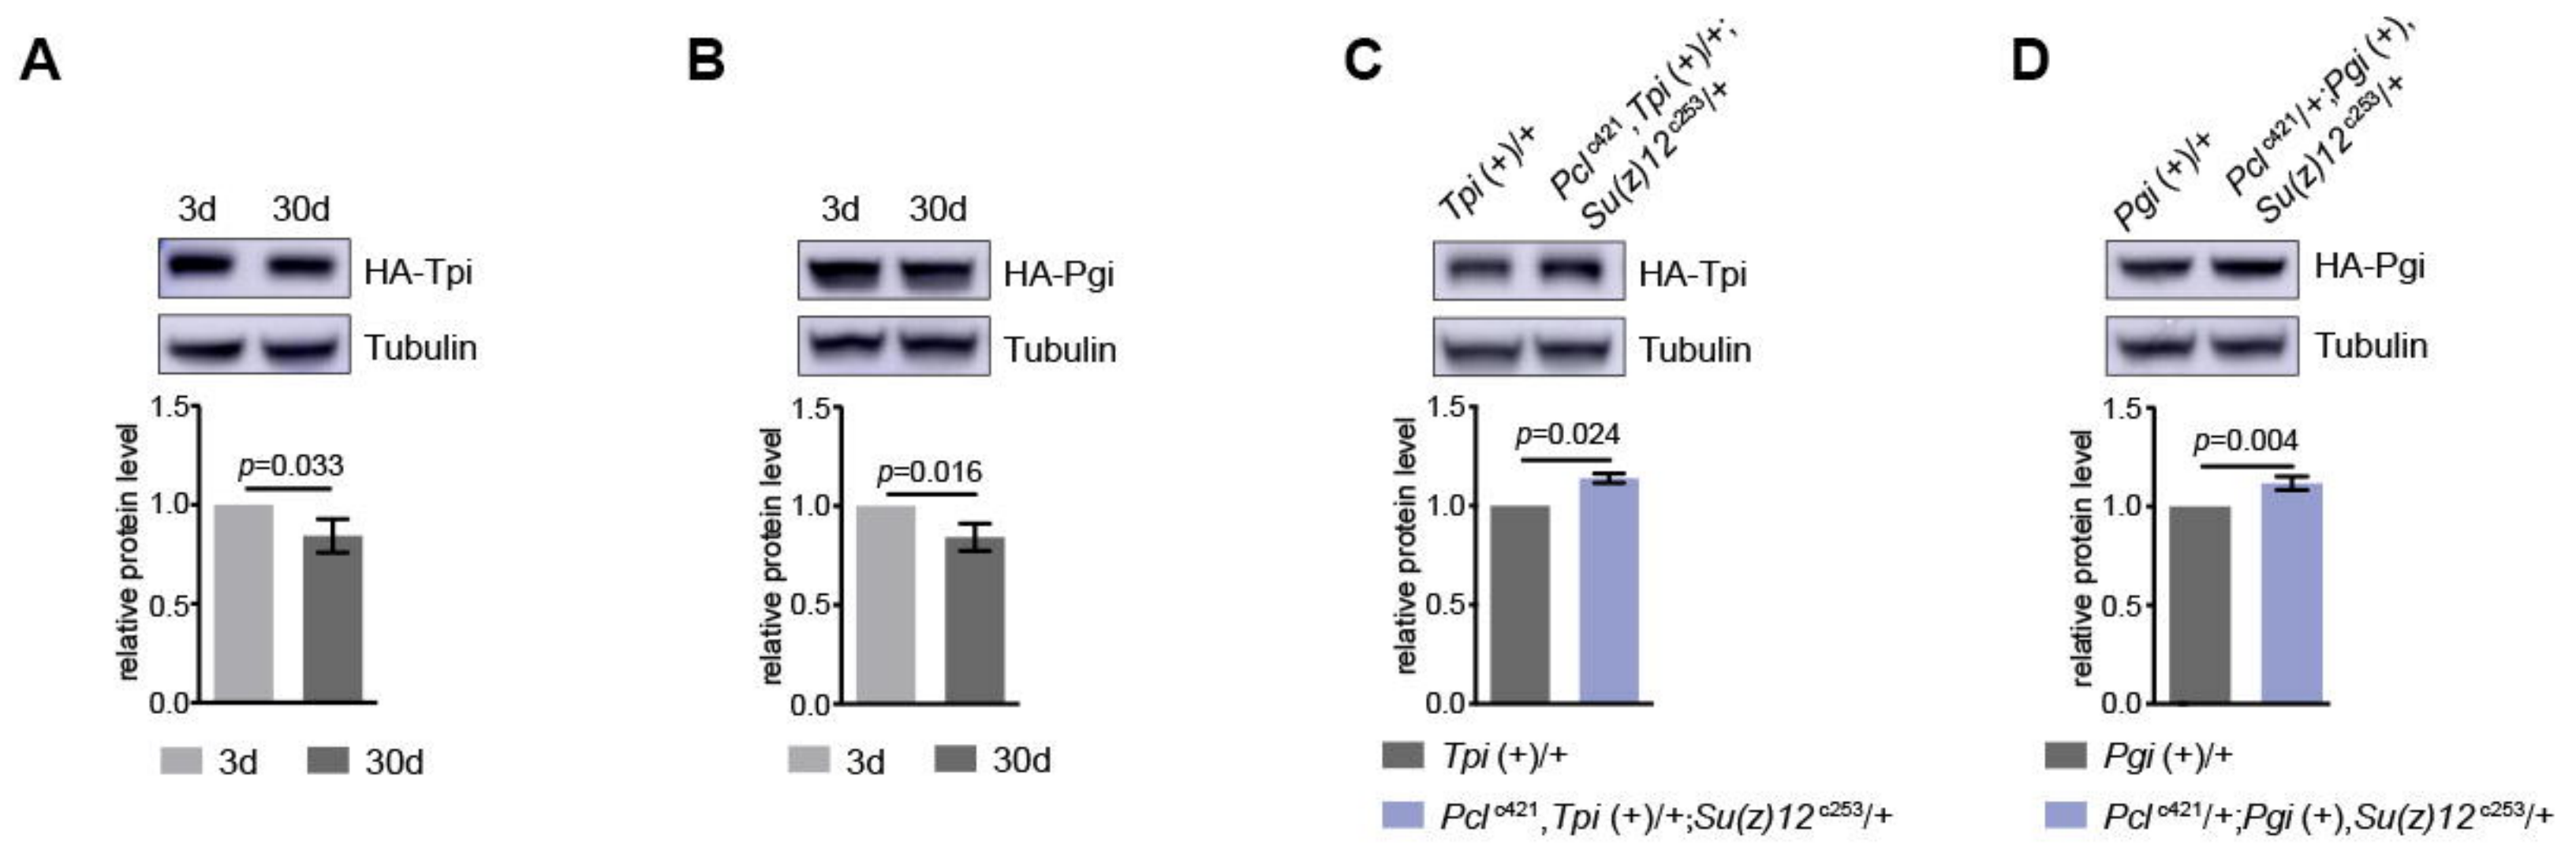 A
3d 30d
HA-Tpi
Tubulin
relative protein level
1.5
1.0
0.5
0.0
p=0.033
3d 30d
B
3d 30d
HA-Pgi
Tubulin
relative protein level
1.5
1.0
0.5
0.0
p=0.016
3d 30d
C
Tpi (+)/+
Pcl c421,Tpi (+)/+;
Su(z)12 c253/+
HA-Tpi
Tubulin
relative protein level
1.5
1.0
0.5
0.0
p=0.024
Tpi (+)/+
Pcl c421,Tpi (+)/+;Su(z)12 c253/+
D
Pgi (+)/+
Pcl c421/+;Pgi (+),
Su(z)12 c253/+
HA-Pgi
Tubulin
relative protein level
1.5
1.0
0.5
0.0
p=0.004
Pgi (+)/+
Pcl c421/+;Pgi (+),Su(z)12 c253/+